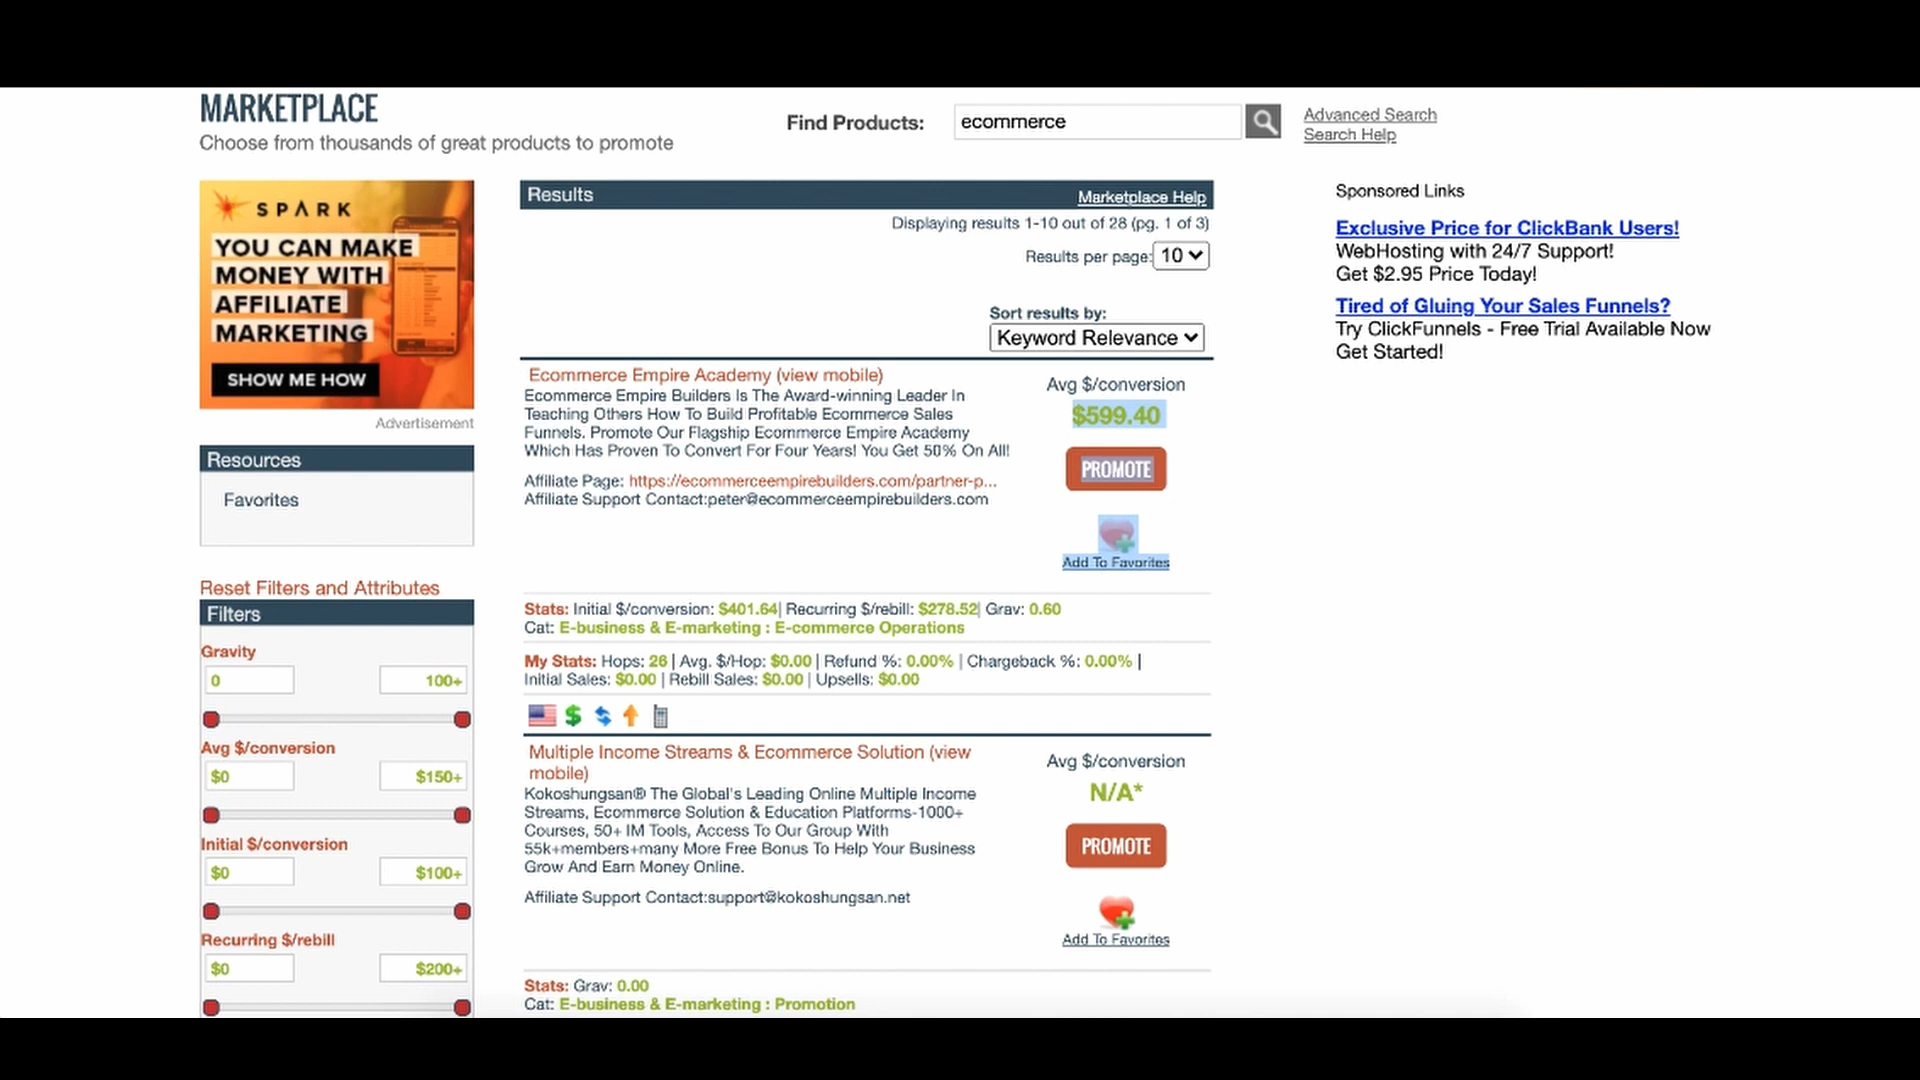 MARKETPLACE
Choose from thousands of great products to promote
Find Products:
ecommerce
Advanced Search
Search Help
SPARK
YOU CAN MAKE
MONEY WITH
AFFILIATE
MARKETING
SHOW ME HOW
Advertisement
Resources
Favorites
Reset Filters and Attributes
Filters
Gravity
0 100+
Avg $/conversion
$0 $150+
Initial $/conversion
$0 $100+
Recurring $/rebill
$0 $200+
Results
Marketplace Help
Displaying results 1-10 out of 28 (pg. 1 of 3)
Results per page: 10
Sort results by:
Keyword Relevance
Ecommerce Empire Academy (view mobile)
Ecommerce Empire Builders Is The Award-winning Leader In
Teaching Others How To Build Profitable Ecommerce Sales
Funnels. Promote Our Flagship Ecommerce Empire Academy
Which Has Proven To Convert For Four Years! You Get 50% On All!
Affiliate Page: https://ecommerceempirebuilders.com/partner-p...
Affiliate Support Contact:peter@ecommerceempirebuilders.com
Avg $/conversion
$599.40
PROMOTE
Add To Favorites
Stats: Initial $/conversion: $401.64| Recurring $/rebill: $278.52| Grav: 0.60
Cat: E-business & E-marketing : E-commerce Operations
My Stats: Hops: 26 | Avg. $/Hop: $0.00 | Refund %: 0.00% | Chargeback %: 0.00% |
Initial Sales: $0.00 | Rebill Sales: $0.00 | Upsells: $0.00
Multiple Income Streams & Ecommerce Solution (view
mobile)
Kokoshungsan® The Global's Leading Online Multiple Income
Streams, Ecommerce Solution & Education Platforms-1000+
Courses, 50+ IM Tools, Access To Our Group With
55k+members+many More Free Bonus To Help Your Business
Grow And Earn Money Online.
Affiliate Support Contact:support@kokoshungsan.net
Avg $/conversion
N/A*
PROMOTE
Add To Favorites
Stats: Grav: 0.00
Cat: E-business & E-marketing : Promotion
Sponsored Links
Exclusive Price for ClickBank Users!
WebHosting with 24/7 Support!
Get $2.95 Price Today!
Tired of Gluing Your Sales Funnels?
Try ClickFunnels - Free Trial Available Now
Get Started!